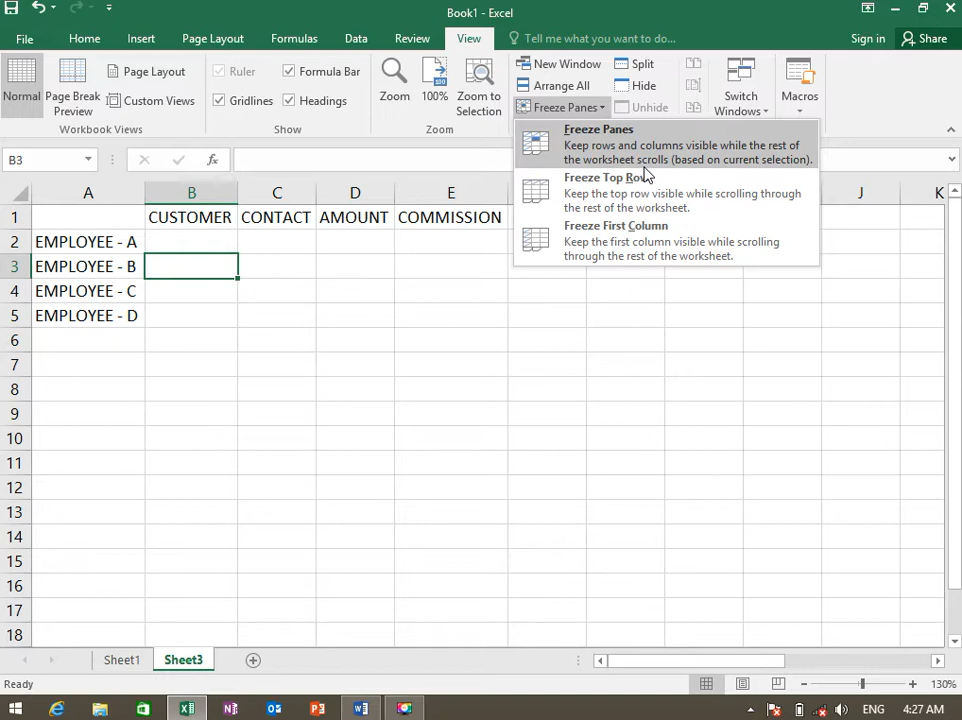 Book1 - Excel
File Home Insert Page Layout Formulas Data Review View Tell me what you want to do... Sign in Share
Normal
Page Break Preview
Page Layout
Custom Views
Workbook Views
Ruler
Formula Bar
Gridlines
Headings
Show
Zoom
100
100%
Zoom to Selection
Zoom
New Window
Arrange All
Freeze Panes
Split
Hide
Unhide
Switch Windows
Macros
Macros
Freeze Panes
Keep rows and columns visible while the rest of
the worksheet scrolls (based on current selection).
Freeze Top Row
Keep the top row visible while scrolling through
the rest of the worksheet.
Freeze First Column
Keep the first column visible while scrolling
through the rest of the worksheet.
B3 fx
A B C D E J K
1 CUSTOMER CONTACT AMOUNT COMMISSION
2 EMPLOYEE - A
3 EMPLOYEE - B
4 EMPLOYEE - C
5 EMPLOYEE - D
6
7
8
9
10
11
12
13
14
15
16
17
18
Sheet1 Sheet3
Ready 130%
ENG 4:27 AM